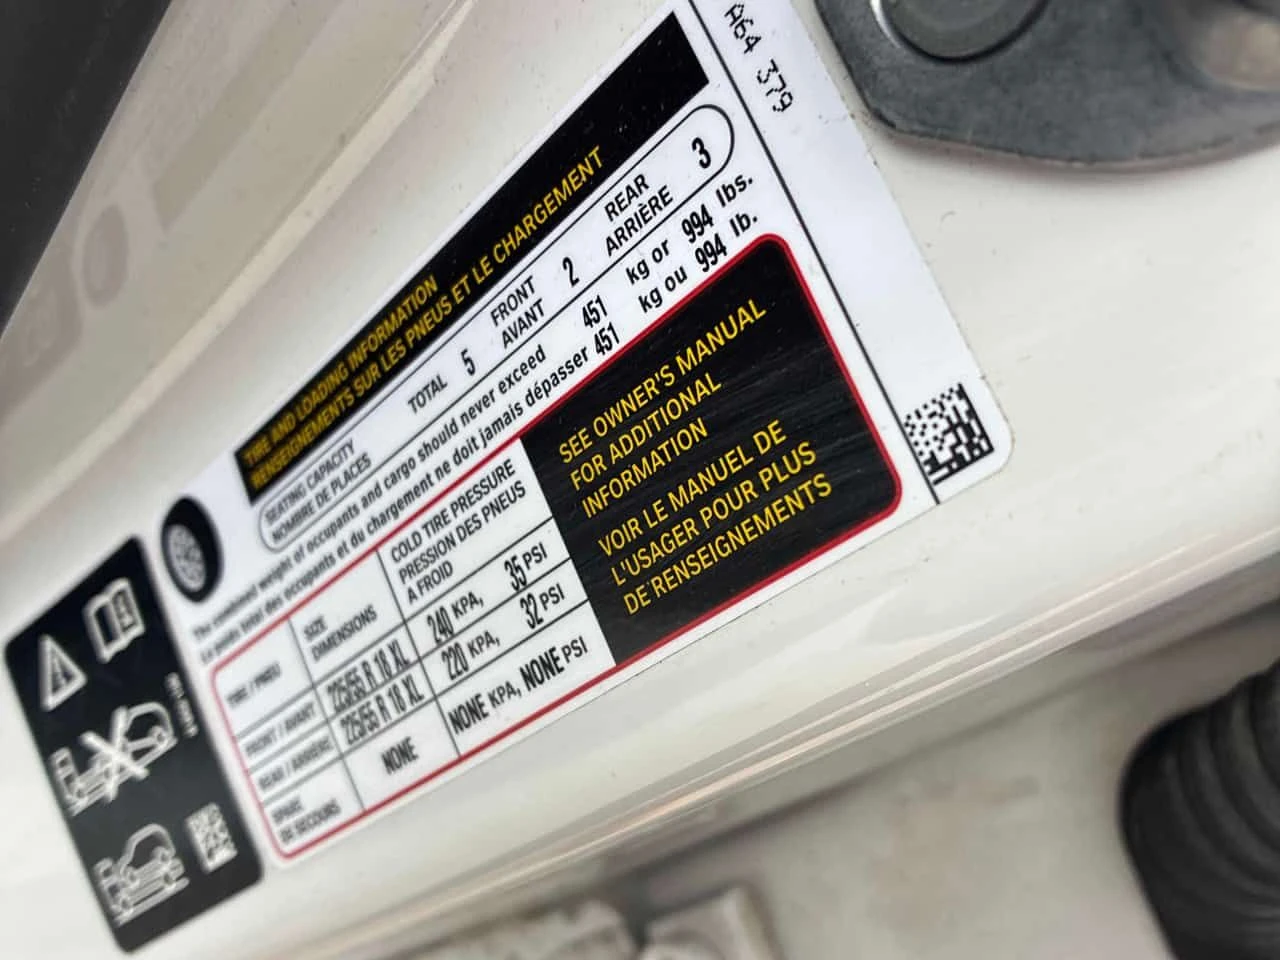 A64 379
TIRE AND LOADING INFORMATION
RENSEIGNEMENTS SUR LES PNEUS ET LE CHARGEMENT
SEATING CAPACITY
NOMBRE DE PLACES
TOTAL 5
FRONT
AVANT 2
REAR
ARRIÈRE 3
The combined weight of occupants and cargo should never exceed 451 kg or 994 lbs.
Le poids total des occupants et du chargement ne doit jamais dépasser 451 kg ou 994 lb.
TIRE / PNEU
SIZE
DIMENSIONS
COLD TIRE PRESSURE
PRESSION DES PNEUS
A FROID
FRONT / AVANT 225/55 R 18 XL 240 KPA, 35 PSI
REAR / ARRIÈRE 225/55 R 18 XL 220 KPA, 32 PSI
SPARE
DE SECOURS NONE NONE KPA, NONE PSI
SEE OWNER'S MANUAL
FOR ADDITIONAL
INFORMATION
VOIR LE MANUEL DE
L'USAGER POUR PLUS
DE RENSEIGNEMENTS